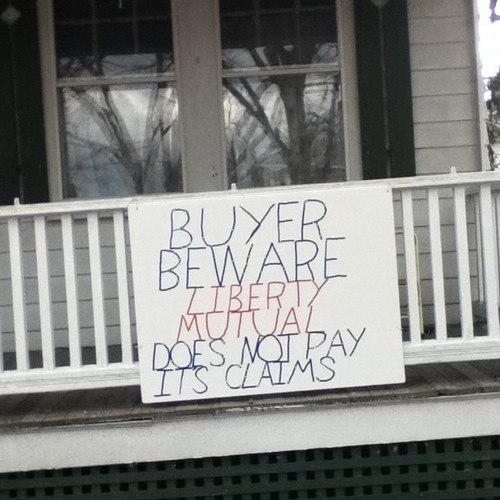 BUYER
BEWARE
LIBERTY
MUTUAL
DOES NOT PAY
ITS CLAIMS